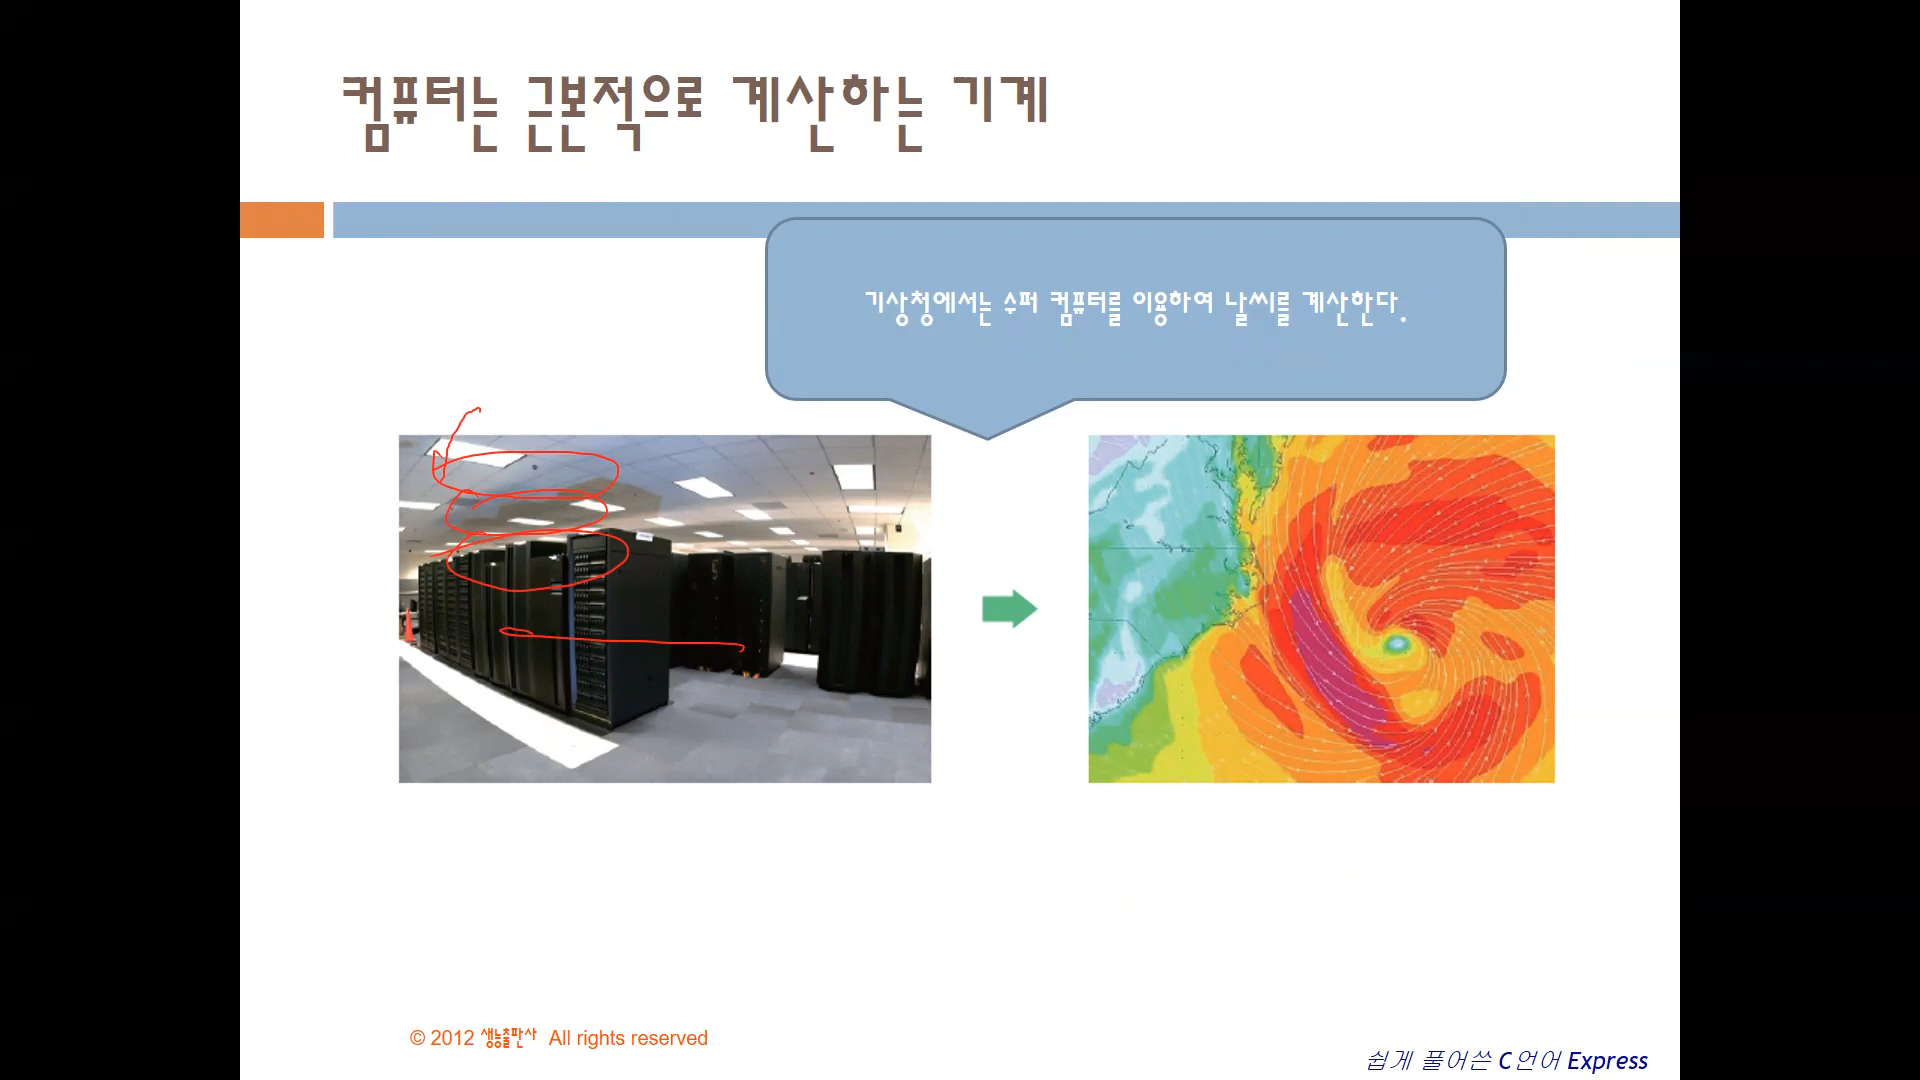 컴퓨터는 근본적으로 계산하는 기계
기상청에서는 수퍼 컴퓨터를 이용하여 날씨를 계산한다.
© 2012 생능출판사 All rights reserved
쉽게 풀어쓴 C언어 Express